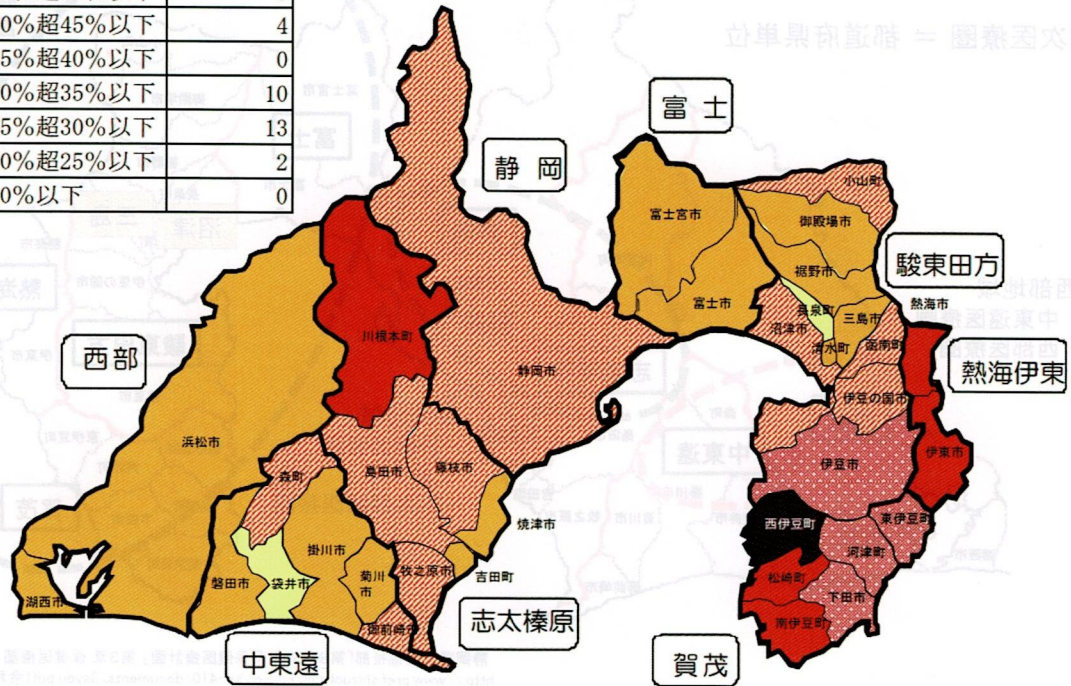 0%超45%以下 4
5%超40%以下 0
0%超35%以下 10
5%超30%以下 13
0%超25%以下 2
0%以下 0
富士
静岡
小山町
富士宮市
御殿場市
駿東田方
裾野市
熱海市
富士市
長泉町
三島市
沼津市
清水町
函南町
川根本町
西部
静岡市
熱海伊東
伊豆の国市
浜松市
伊豆市
伊東市
島田市
藤枝市
森町
西伊豆町
東伊豆町
焼津市
掛川市
河津町
磐田市
袋井市
菊川市
牧之原市
吉田町
松崎町
下田市
湖西市
御前崎市
志太榛原
南伊豆町
中東遠
賀茂